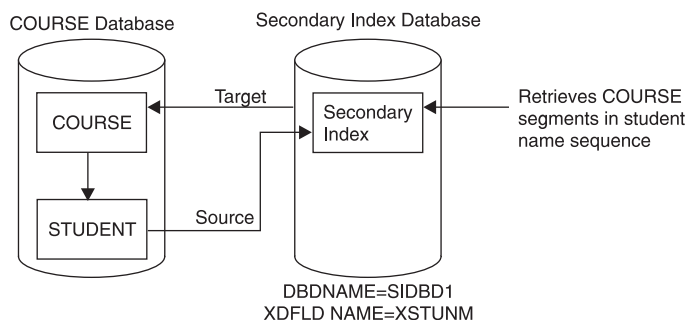 COURSE Database
Secondary Index Database
COURSE
Target
Secondary
Index
Retrieves COURSE
segments in student
name sequence
STUDENT
Source
DBDNAME=SIDBD1
XDFLD NAME=XSTUNM